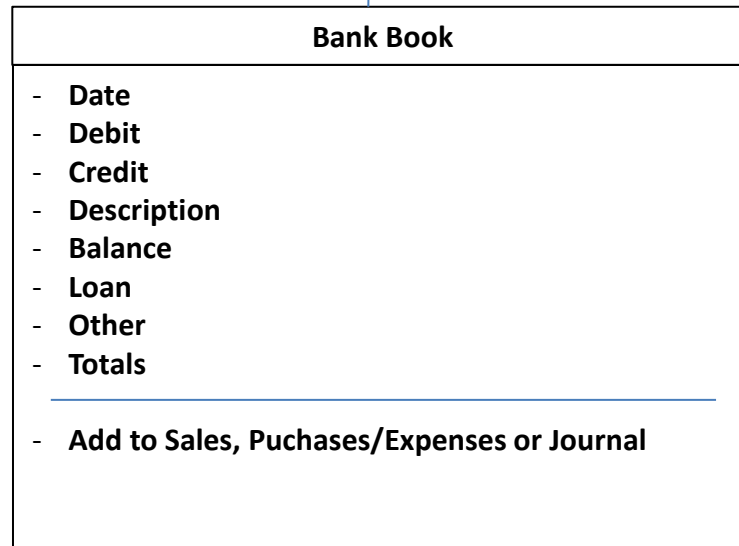 Bank Book
- Date
- Debit
- Credit
- Description
- Balance
- Loan
- Other
- Totals
- Add to Sales, Puchases/Expenses or Journal